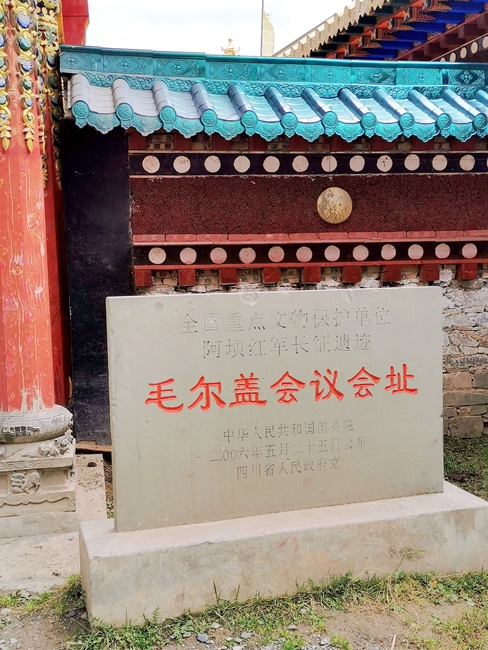 全国重点文物保护单位
阿坝红军长征遗迹
毛尔盖会议会址
中华人民共和国国务院
二00六年五月二十五日公布
四川省人民政府立